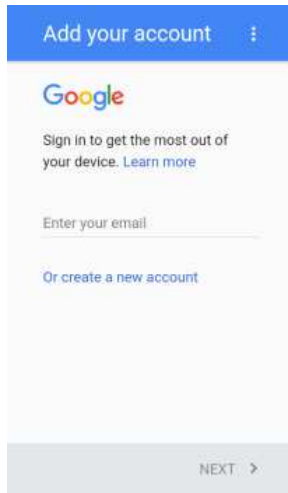 Add your account
Google
Sign in to get the most out of
your device. Learn more
Enter your email
Or create a new account
NEXT